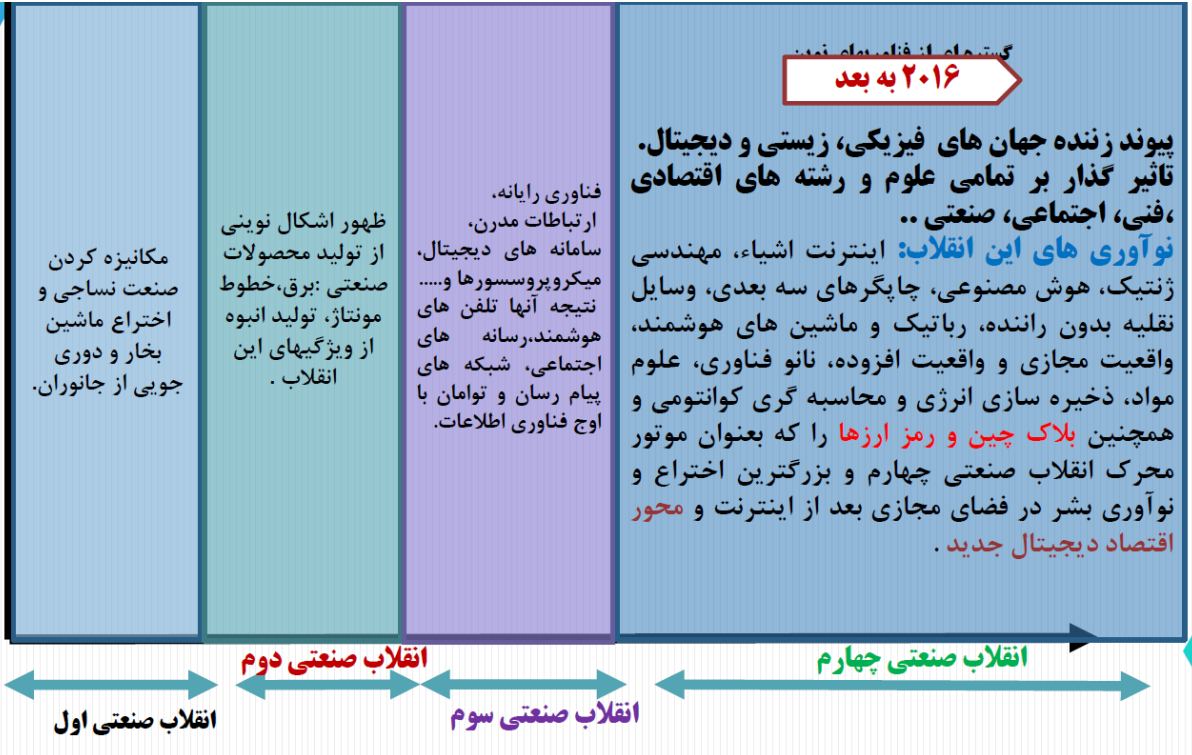 مکانیزه کردن
صنعت نساجی و
اختراع ماشین
بخار و دوری
جویی از جانوران.
ظهور اشکال نوینی
از تولید محصولات
صنعتی :برق،خطوط
مونتاژ، تولید انبوه
از ویژگیهای این
انقلاب .
فناوری رایانه،
ارتباطات مدرن،
سامانه های دیجیتال،
میکروپروسسورها و.....
نتیجه آنها تلفن های
هوشمند،رسانه های
اجتماعی، شبکه های
پیام رسان و توامان با
اوج فناوری اطلاعات.
گستره ای از فناوریهای نوین
۲۰۱۶ به بعد
پیوند زننده جهان های فیزیکی، زیستی و دیجیتال.
تاثیر گذار بر تمامی علوم و رشته های اقتصادی
،فنی، اجتماعی، صنعتی ..
نوآوری های این انقلاب: اینترنت اشیاء، مهندسی
ژنتیک، هوش مصنوعی، چاپگرهای سه بعدی، وسایل
نقلیه بدون راننده، رباتیک و ماشین های هوشمند،
واقعیت مجازی و واقعیت افزوده، نانو فناوری، علوم
مواد، ذخیره سازی انرژی و محاسبه گری کوانتومی و
همچنین بلاک چین و رمز ارزها را که بعنوان موتور
محرک انقلاب صنعتی چهارم و بزرگترین اختراع و
نوآوری بشر در فضای مجازی بعد از اینترنت و محور
اقتصاد دیجیتال جدید .
انقلاب صنعتی اول
انقلاب صنعتی دوم
انقلاب صنعتی سوم
انقلاب صنعتی چهارم